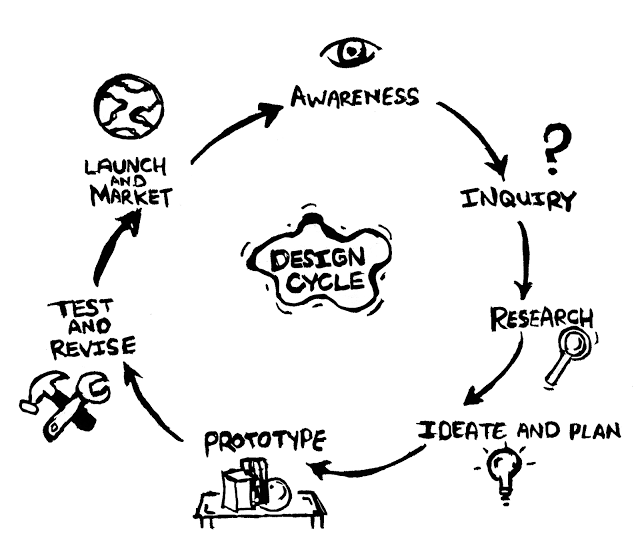 AWARENESS
?
INQUIRY
RESEARCH
IDEATE AND PLAN
PROTOTYPE
TEST
AND
REVISE
LAUNCH
AND
MARKET
DESIGN
CYCLE